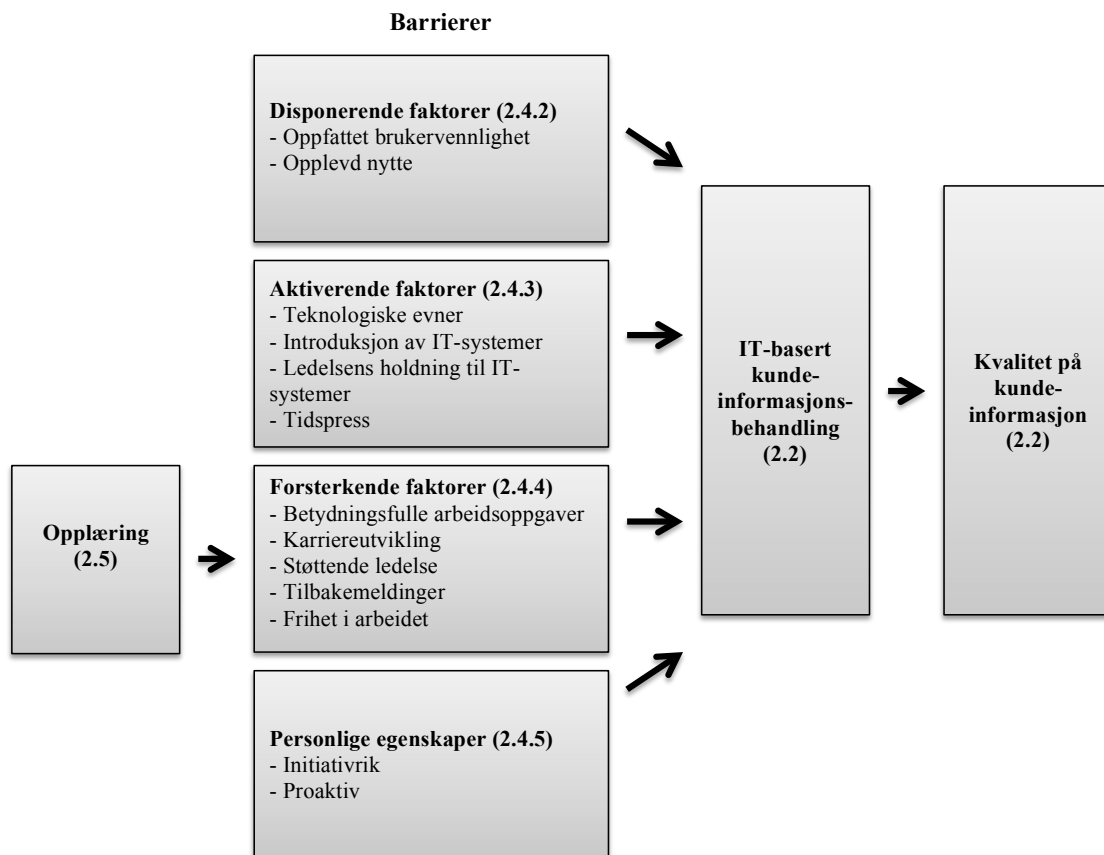 Barrierer
Disponerende faktorer (2.4.2)
- Oppfattet brukervennlighet
- Opplevd nytte
Aktiverende faktorer (2.4.3)
- Teknologiske evner
- Introduksjon av IT-systemer
- Ledelsens holdning til IT-
systemer
- Tidspress
Opplæring
(2.5)
Forsterkende faktorer (2.4.4)
- Betydningsfulle arbeidsoppgaver
- Karriereutvikling
- Støttende ledelse
- Tilbakemeldinger
- Frihet i arbeidet
Personlige egenskaper (2.4.5)
- Initiativrik
- Proaktiv
IT-basert
kunde-
informasjons-
behandling
(2.2)
Kvalitet på
kunde-
informasjon
(2.2)